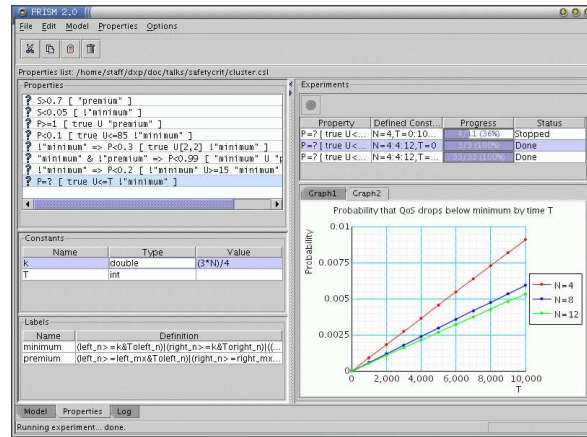 PRISM 2.0
File Edit Model Properties Options
Properties list: /home/staff/dxp/doc/talks/safetycrit/cluster.csl
Properties
? S>0.7 [ "premium" ]
? S<0.05 [ !"minimum" ]
? P>=1 [ true U "premium" ]
? P<0.1 [ true U<=85 !"minimum" ]
? !"minimum" => P<0.3 [ true U[2,2] !"minimum" ]
? "minimum" & !"premium" => P<0.99 [ "minimum" U "p
? !"minimum" => P<0.2 [ !"minimum" U>=15 "minimum"
? P=? [ true U<=T !"minimum" ]
Constants
Name Type Value
k double (3*N)/4
T int
Labels
Name Definition
minimum (left_n>=k&Toleft_n)|(right_n>=k&Toright_n)|((...
premium (left_n>=left_mx&Toleft_n)|(right_n>=right_mx...
Experiments
Property Defined Const... Progress Status
P=? [ true U<... N=4,T=0:10... 4/11 (36%) Stopped
P=? [ true U<... N=4:4:12,T=0 3/3 (100%) Done
P=? [ true U<... N=4:4:12,T=... 33/33 (100%) Done
Graph1 Graph2
Probability that QoS drops below minimum by time T
Probability
0.01
0.0075
0.005
0.0025
0
0 2,000 4,000 6,000 8,000 10,000
T
N=4
N=8
N=12
Model Properties Log
Running experiment... done.